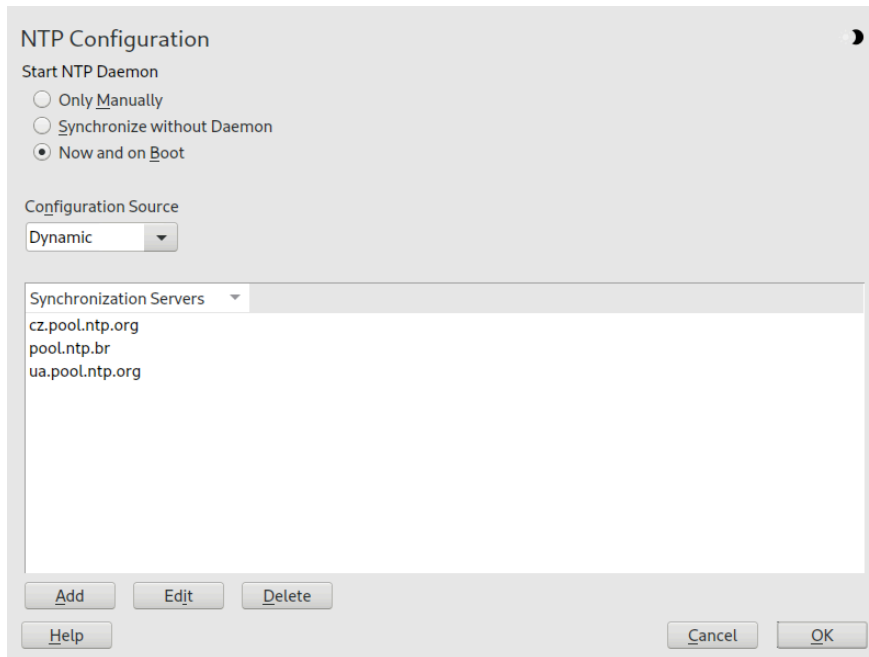 NTP Configuration
Start NTP Daemon
Only Manually
Synchronize without Daemon
Now and on Boot
Configuration Source
Dynamic
Synchronization Servers
cz.pool.ntp.org
pool.ntp.br
ua.pool.ntp.org
Add Edit Delete
Help Cancel OK